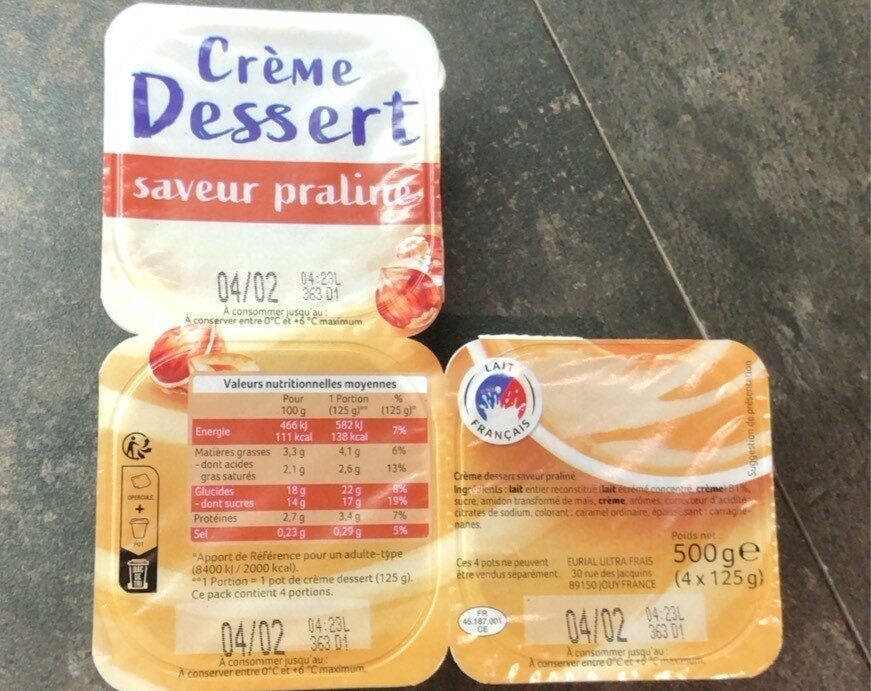 Crème
Dessert
saveur praliné
04/02 04:23L
363 D1
À consommer jusqu'au :
À conserver entre 0°C et +6 °C maximum
Valeurs nutritionnelles moyennes
Pour 100 g 1 Portion (125 g)** % (125 g)*
Energie 466 kJ 582 kJ 7%
111 kcal 138 kcal
Matières grasses 3,3 g 4,1 g 6%
- dont acides gras saturés 2,1 g 2,6 g 13%
Glucides 18 g 22 g 8%
- dont sucres 14 g 17 g 19%
Protéines 2,7 g 3,4 g 7%
Sel 0,23 g 0,29 g 5%
*Apport de Référence pour un adulte-type
(8400 kJ / 2000 kcal).
**1 Portion = 1 pot de crème dessert (125 g).
Ce pack contient 4 portions.
OPERCULE
+
POT
BAC
DE
TRI
04/02 04:23L
363 D1
À consommer jusqu'au :
À conserver entre 0°C et +6 °C maximum
LAIT
FRANÇAIS
Suggestion de présentation
Crème dessert saveur praliné
Ingrédients : lait entier reconstitué (lait écrémé concentré, crème) 81%,
sucre, amidon transformé de maïs, crème, arômes, correcteur d'acidité :
citrates de sodium, colorant : caramel ordinaire, épaississant : carraghé-
nanes.
Ces 4 pots ne peuvent
être vendus séparément.
EURIAL ULTRA FRAIS
30 rue des Jacquins
89150 JOUY FRANCE
Poids net
500 g e
(4 x 125 g)
FR
45.187.001
CE
04/02 04:23L
363 D1
À consommer jusqu'au :
À conserver entre 0°C et +6 °C maximum